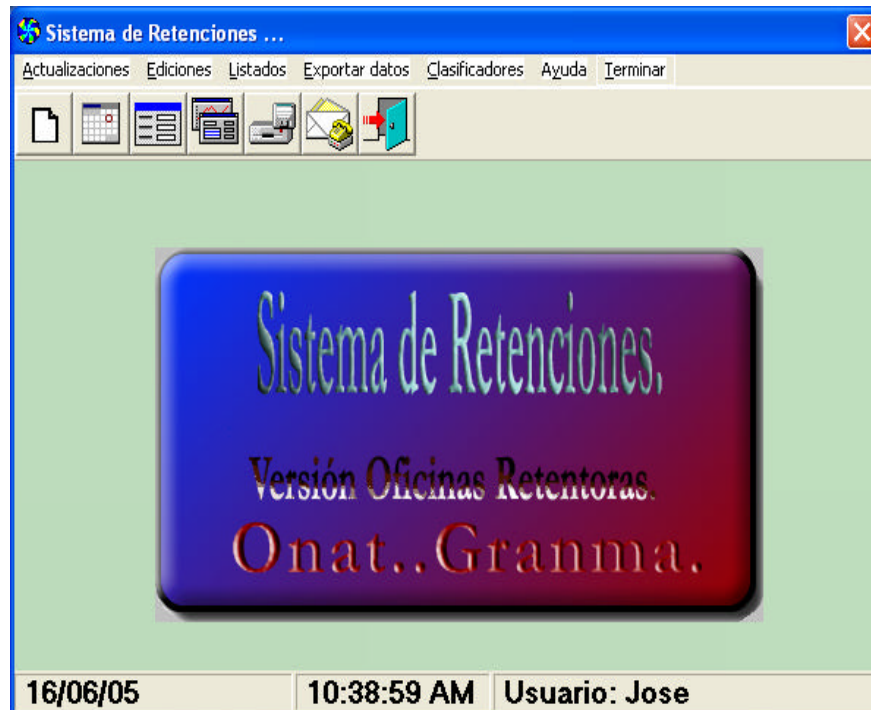 Sistema de Retenciones ...
Actualizaciones Ediciones Listados Exportar datos Clasificadores Ayuda Terminar
Sistema de Retenciones.
Versión Oficinas Retentoras.
Onat..Granma.
16/06/05 10:38:59 AM Usuario: Jose